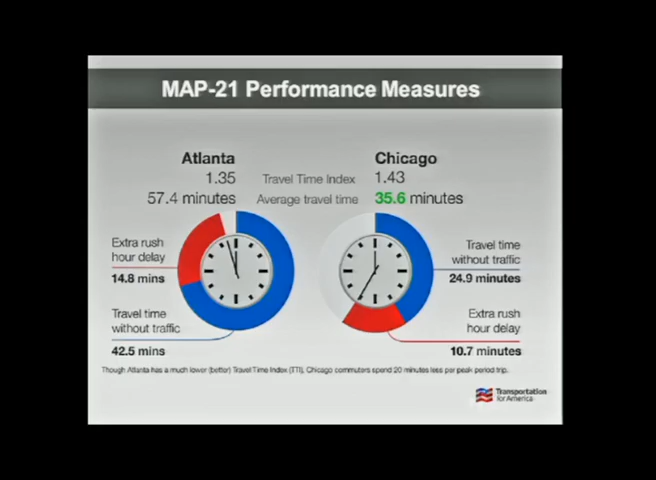 MAP-21 Performance Measures
Atlanta
Chicago
1.35 Travel Time Index 1.43
57.4 minutes Average travel time 35.6 minutes
Extra rush
hour delay
14.8 mins
Travel time
without traffic
42.5 mins
Travel time
without traffic
24.9 minutes
Extra rush
hour delay
10.7 minutes
Though Atlanta has a much lower (better) Travel Time Index (TTI), Chicago commuters spend 20 minutes less per peak period trip.
Transportation
for America